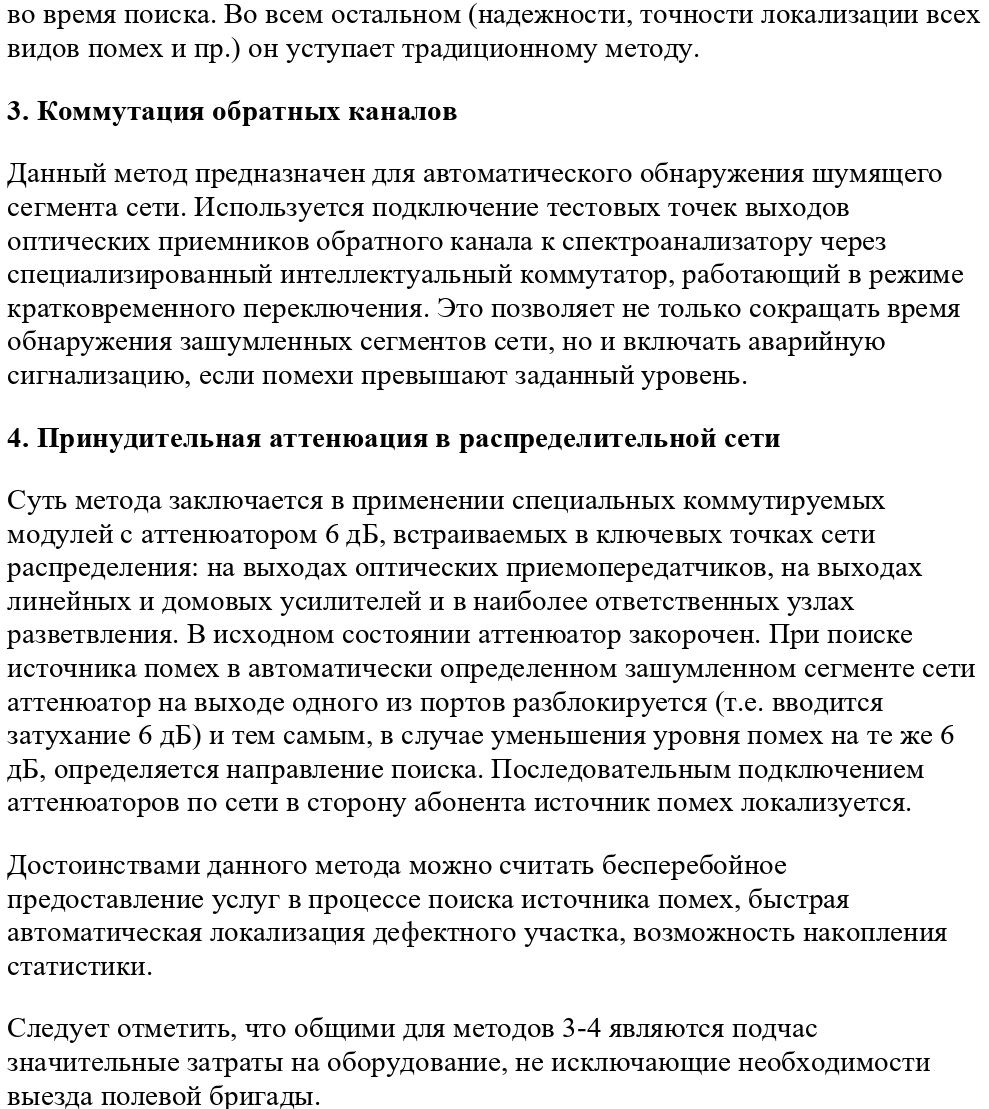 во время поиска. Во всем остальном (надежности, точности локализации всех
видов помех и пр.) он уступает традиционному методу.
3. Коммутация обратных каналов
Данный метод предназначен для автоматического обнаружения шумящего
сегмента сети. Используется подключение тестовых точек выходов
оптических приемников обратного канала к спектроанализатору через
специализированный интеллектуальный коммутатор, работающий в режиме
кратковременного переключения. Это позволяет не только сокращать время
обнаружения зашумленных сегментов сети, но и включать аварийную
сигнализацию, если помехи превышают заданный уровень.
4. Принудительная аттенюация в распределительной сети
Суть метода заключается в применении специальных коммутируемых
модулей с аттенюатором 6 дБ, встраиваемых в ключевых точках сети
распределения: на выходах оптических приемопередатчиков, на выходах
линейных и домовых усилителей и в наиболее ответственных узлах
разветвления. В исходном состоянии аттенюатор закорочен. При поиске
источника помех в автоматически определенном зашумленном сегменте сети
аттенюатор на выходе одного из портов разблокируется (т.е. вводится
затухание 6 дБ) и тем самым, в случае уменьшения уровня помех на те же 6
дБ, определяется направление поиска. Последовательным подключением
аттенюаторов по сети в сторону абонента источник помех локализуется.
Достоинствами данного метода можно считать бесперебойное
предоставление услуг в процессе поиска источника помех, быстрая
автоматическая локализация дефектного участка, возможность накопления
статистики.
Следует отметить, что общими для методов 3-4 являются подчас
значительные затраты на оборудование, не исключающие необходимости
выезда полевой бригады.